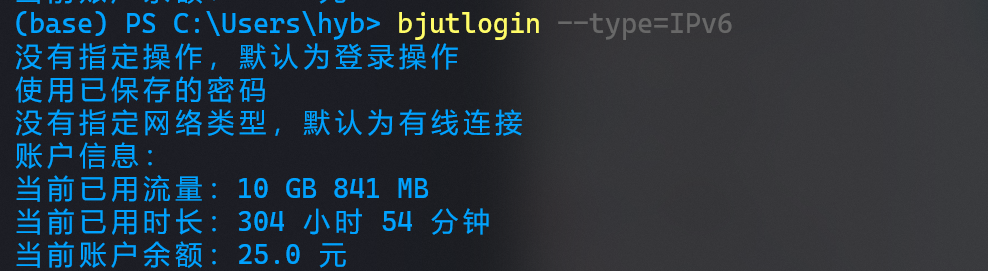 (base) PS C:\Users\hyb> bjutlogin --type=IPv6
没有指定操作，默认为登录操作
使用已保存的密码
没有指定网络类型，默认为有线连接
账户信息：
当前已用流量：10 GB 841 MB
当前已用时长：304 小时 54 分钟
当前账户余额：25.0 元